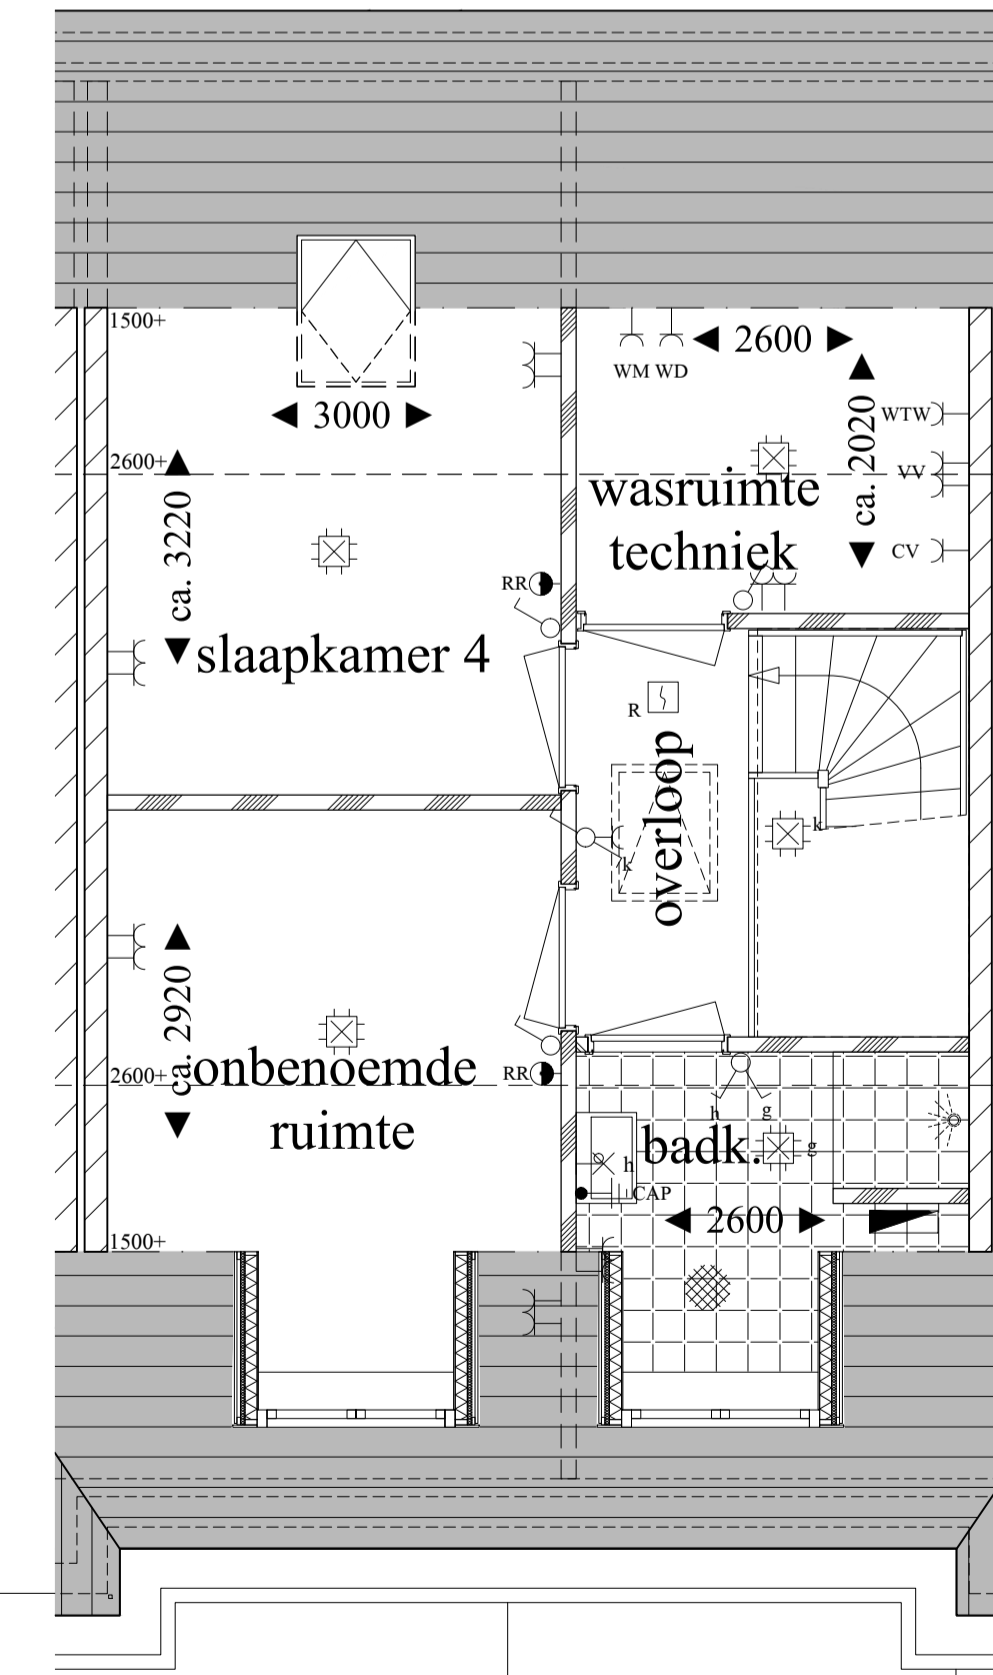 1500+
WM WD
2600
3000
WTW
ca. 2020
2600+
VV
wasruimte
techniek
ca. 3220
CV
RR
slaapkamer 4
R
overloop
k
k
ca. 2920
onbenoemde
ruimte
2600+
RR
h
g
badk.
g
h
CAP
2600
1500+